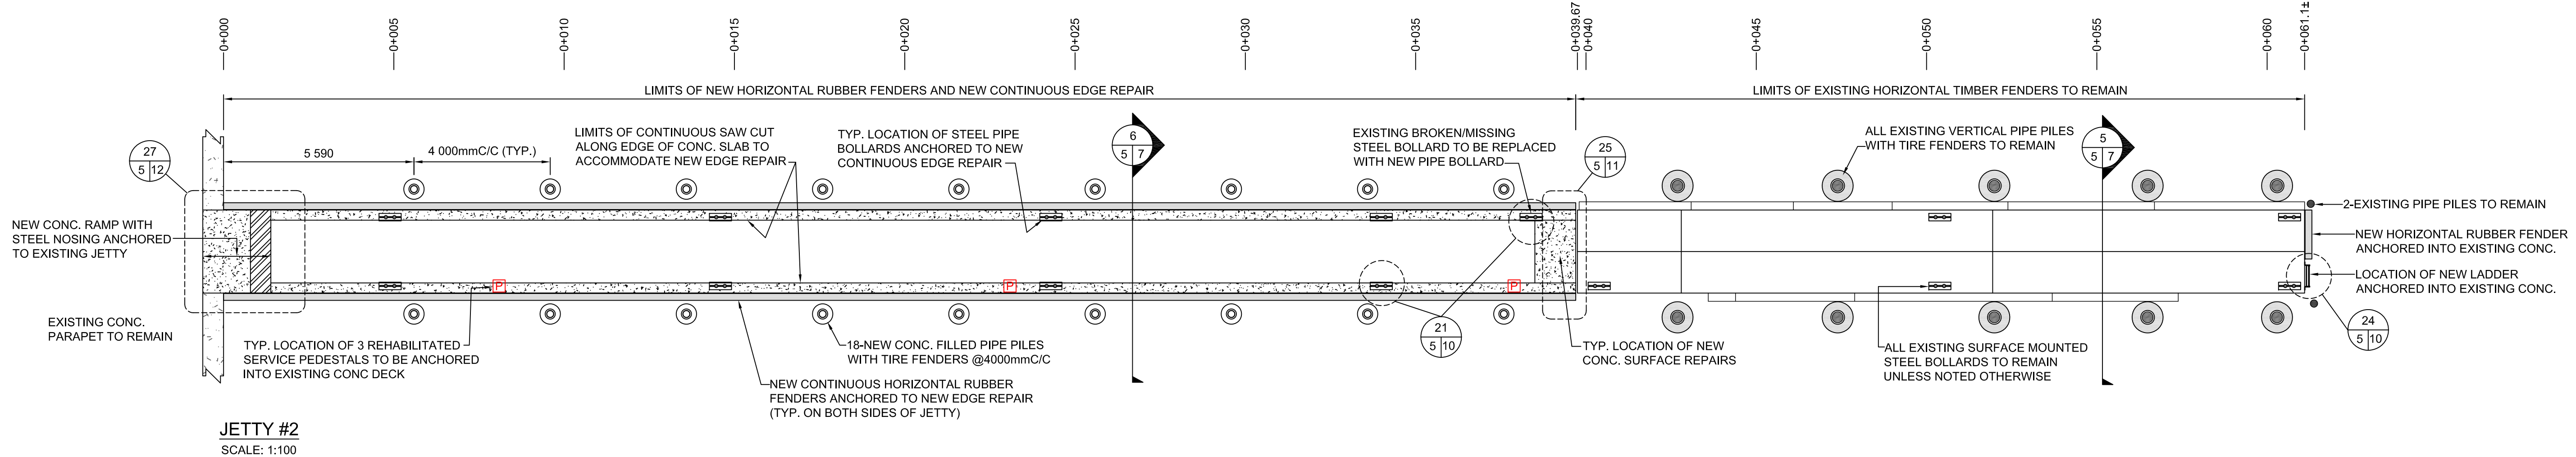 0+000
0+005
0+010
0+015
0+020
0+025
0+030
0+035
0+039.67
0+040
0+045
0+050
0+055
0+060
0+061.1±
LIMITS OF NEW HORIZONTAL RUBBER FENDERS AND NEW CONTINUOUS EDGE REPAIR
LIMITS OF EXISTING HORIZONTAL TIMBER FENDERS TO REMAIN
27
5 12
5 590
4 000mmC/C (TYP.)
LIMITS OF CONTINUOUS SAW CUT
ALONG EDGE OF CONC. SLAB TO
ACCOMMODATE NEW EDGE REPAIR
TYP. LOCATION OF STEEL PIPE
BOLLARDS ANCHORED TO NEW
CONTINUOUS EDGE REPAIR
6
5 7
EXISTING BROKEN/MISSING
STEEL BOLLARD TO BE REPLACED
WITH NEW PIPE BOLLARD
25
5 11
ALL EXISTING VERTICAL PIPE PILES
WITH TIRE FENDERS TO REMAIN
5
5 7
NEW CONC. RAMP WITH
STEEL NOSING ANCHORED
TO EXISTING JETTY
2-EXISTING PIPE PILES TO REMAIN
NEW HORIZONTAL RUBBER FENDER
ANCHORED INTO EXISTING CONC.
LOCATION OF NEW LADDER
ANCHORED INTO EXISTING CONC.
P
P
P
EXISTING CONC.
PARAPET TO REMAIN
TYP. LOCATION OF 3 REHABILITATED
SERVICE PEDESTALS TO BE ANCHORED
INTO EXISTING CONC DECK
18-NEW CONC. FILLED PIPE PILES
WITH TIRE FENDERS @4000mmC/C
NEW CONTINUOUS HORIZONTAL RUBBER
FENDERS ANCHORED TO NEW EDGE REPAIR
(TYP. ON BOTH SIDES OF JETTY)
21
5 10
TYP. LOCATION OF NEW
CONC. SURFACE REPAIRS
ALL EXISTING SURFACE MOUNTED
STEEL BOLLARDS TO REMAIN
UNLESS NOTED OTHERWISE
24
5 10
JETTY #2
SCALE: 1:100